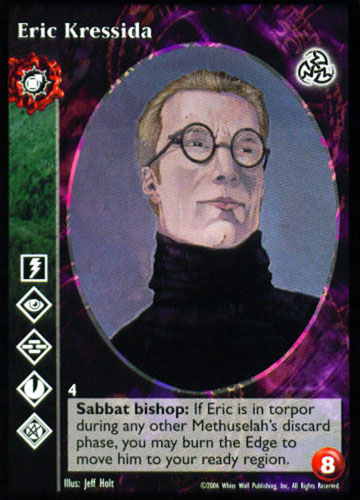 Eric Kressida
4
Sabbat bishop: If Eric is in torpor
during any other Methuselah's discard
phase, you may burn the Edge to
move him to your ready region.
8
Illus: Jeff Holt
©2006 White Wolf Publishing, Inc. All Rights Reserved.